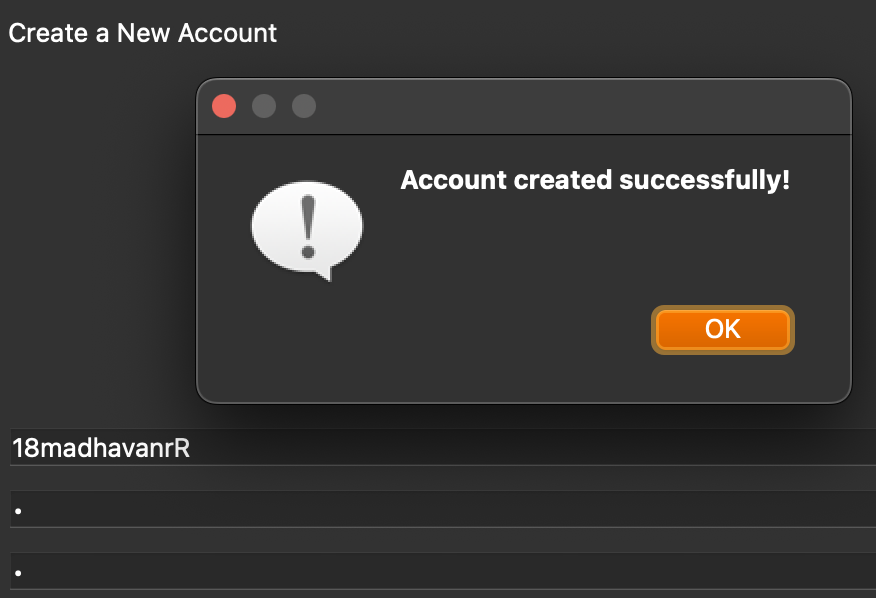 Create a New Account
Account created successfully!
OK
18madhavanrR
•
•